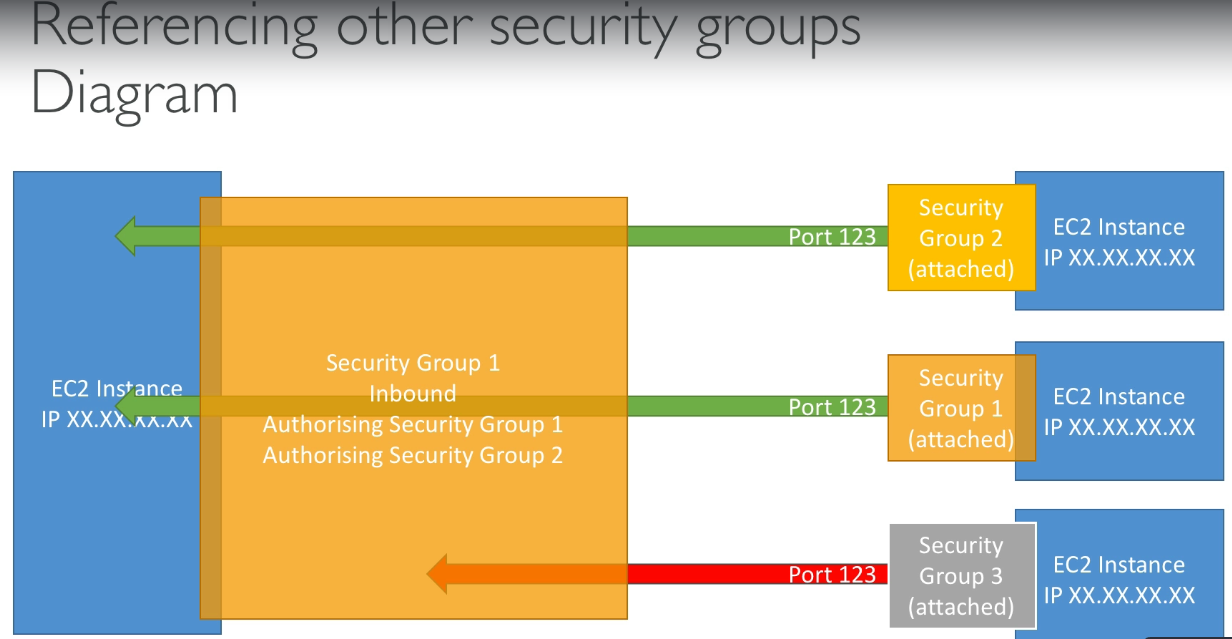 Referencing other security groups
Diagram
EC2 Instance
IP XX.XX.XX.XX
Security Group 1
Inbound
Authorising Security Group 1
Authorising Security Group 2
Port 123
Security
Group 2
(attached)
EC2 Instance
IP XX.XX.XX.XX
Port 123
Security
Group 1
(attached)
EC2 Instance
IP XX.XX.XX.XX
Port 123
Security
Group 3
(attached)
EC2 Instance
IP XX.XX.XX.XX